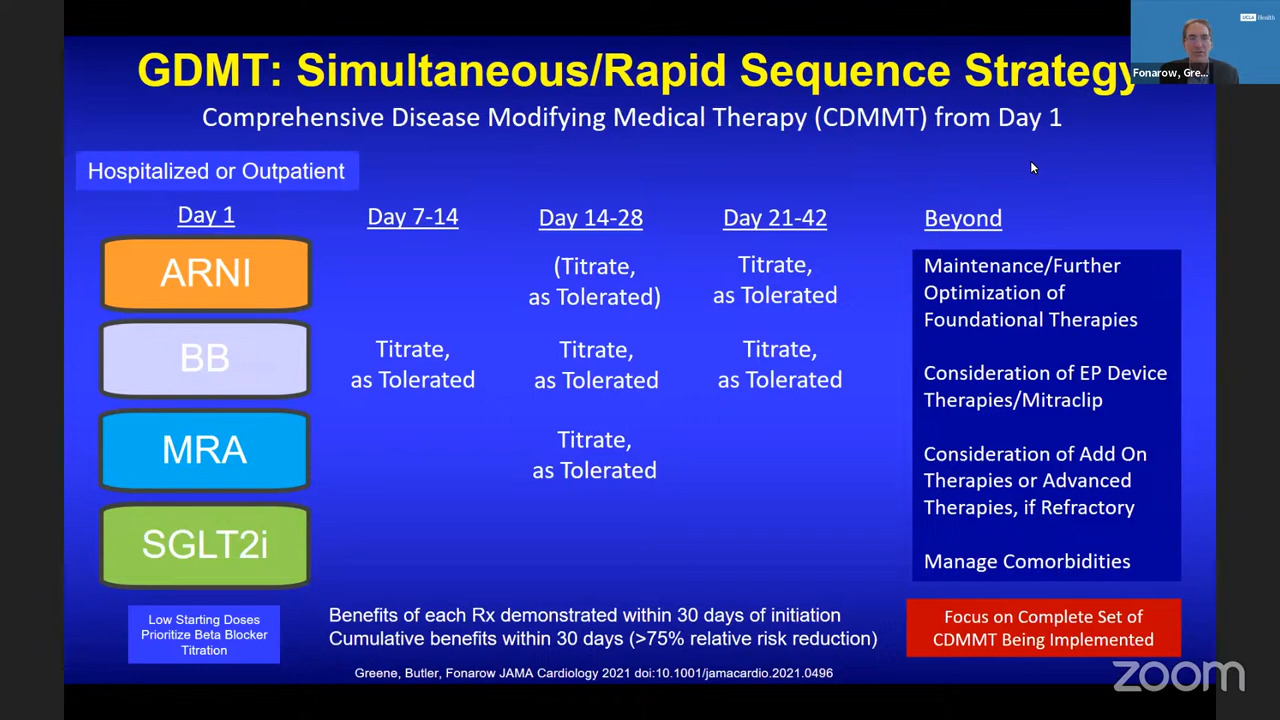 GDMT: Simultaneous/Rapid Sequence Strategy
Comprehensive Disease Modifying Medical Therapy (CDMMT) from Day 1
UCLA Health
Fonarow, Gre...
Hospitalized or Outpatient
Day 1
Day 7-14
Day 14-28
Day 21-42
Beyond
ARNI
(Titrate,
as Tolerated)
Titrate,
as Tolerated
BB
Titrate,
as Tolerated
Titrate,
as Tolerated
Titrate,
as Tolerated
MRA
Titrate,
as Tolerated
SGLT2i
Maintenance/Further
Optimization of
Foundational Therapies
Consideration of EP Device
Therapies/Mitraclip
Consideration of Add On
Therapies or Advanced
Therapies, if Refractory
Manage Comorbidities
Low Starting Doses
Prioritize Beta Blocker
Titration
Benefits of each Rx demonstrated within 30 days of initiation
Cumulative benefits within 30 days (>75% relative risk reduction)
Focus on Complete Set of
CDMMT Being Implemented
Greene, Butler, Fonarow JAMA Cardiology 2021 doi:10.1001/jamacardio.2021.0496
zoom